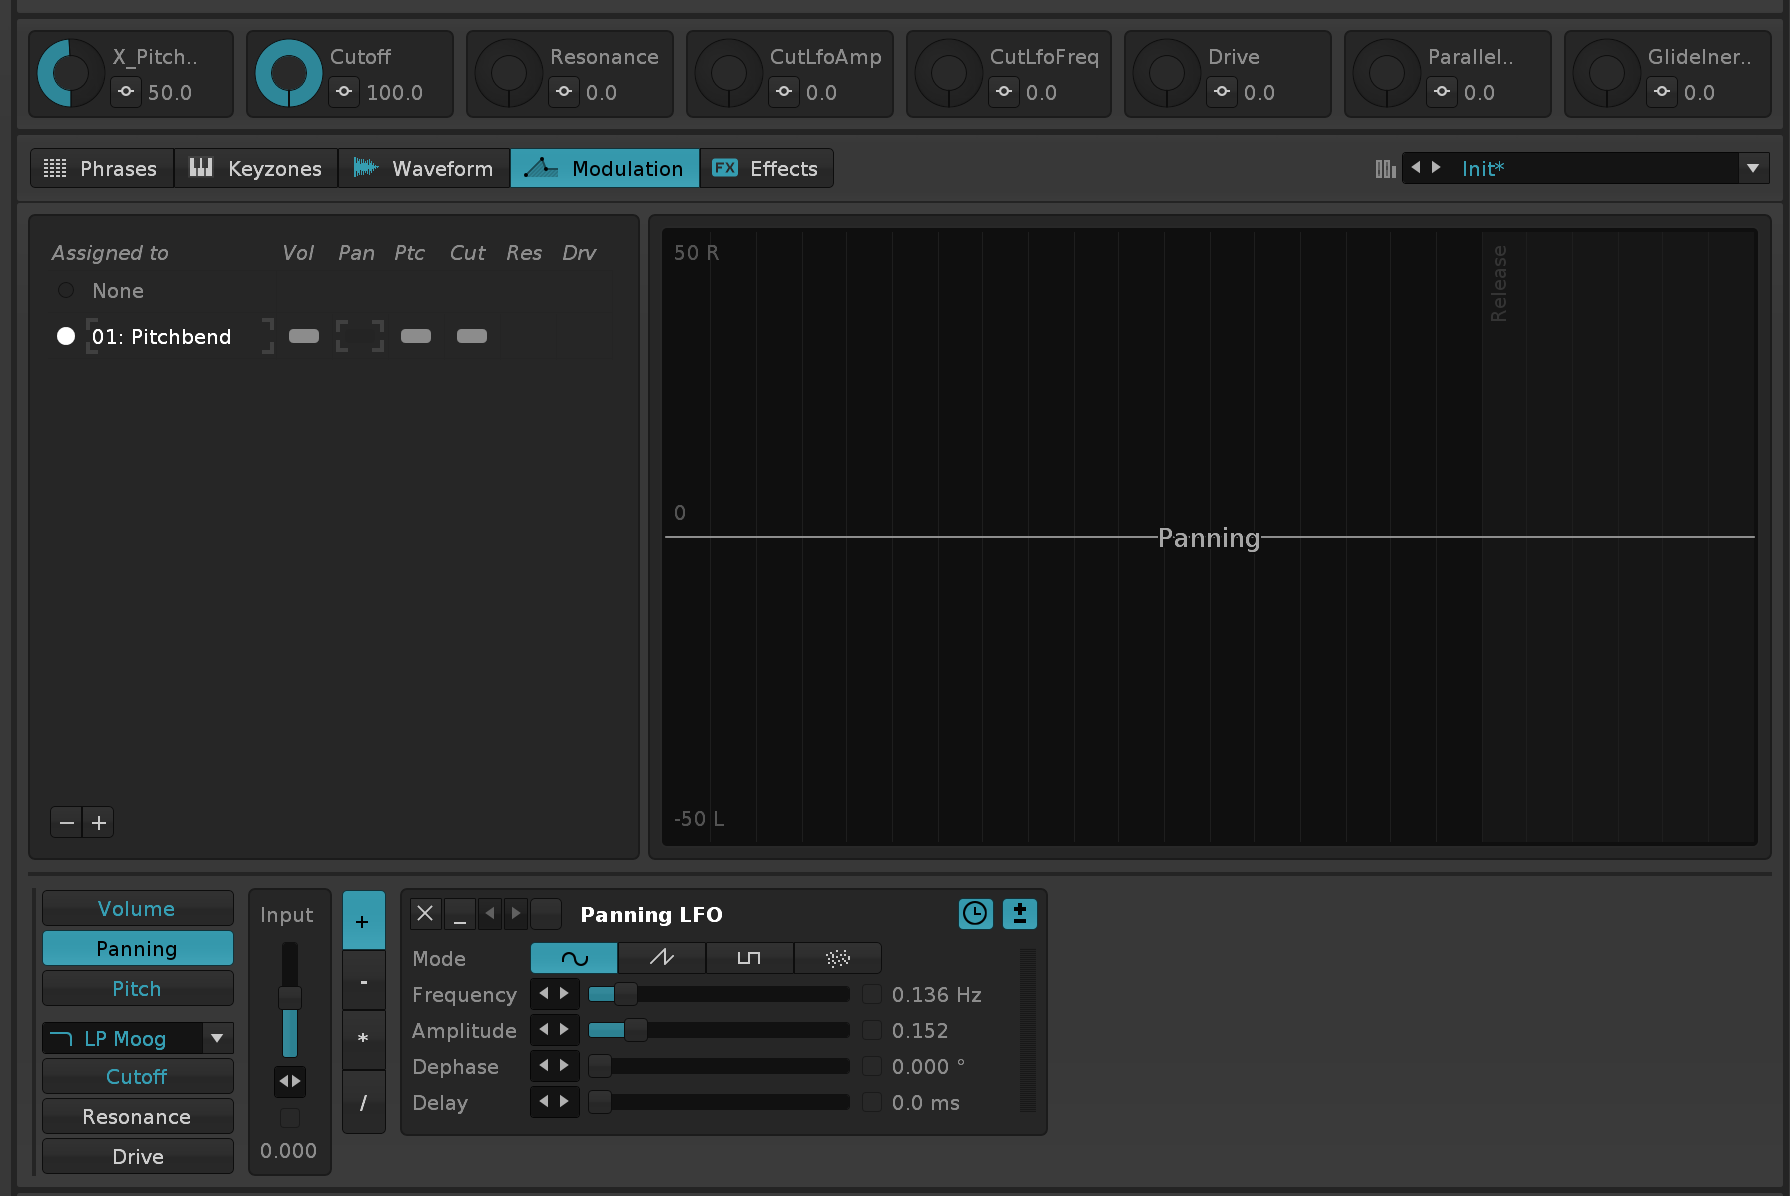 X_Pitch..
50.0
Cutoff
100.0
Resonance
0.0
CutLfoAmp
0.0
CutLfoFreq
0.0
Drive
0.0
Parallel..
0.0
GlideIner..
0.0
Phrases
Keyzones
Waveform
Modulation
FX Effects
Init*
Assigned to Vol Pan Ptc Cut Res Drv
None
01: Pitchbend
− +
50 R
Release
0
Panning
-50 L
Volume
Panning
Pitch
LP Moog
Cutoff
Resonance
Drive
Input
0.000
+
-
*
/
Panning LFO
Mode
Frequency 0.136 Hz
Amplitude 0.152
Dephase 0.000 °
Delay 0.0 ms